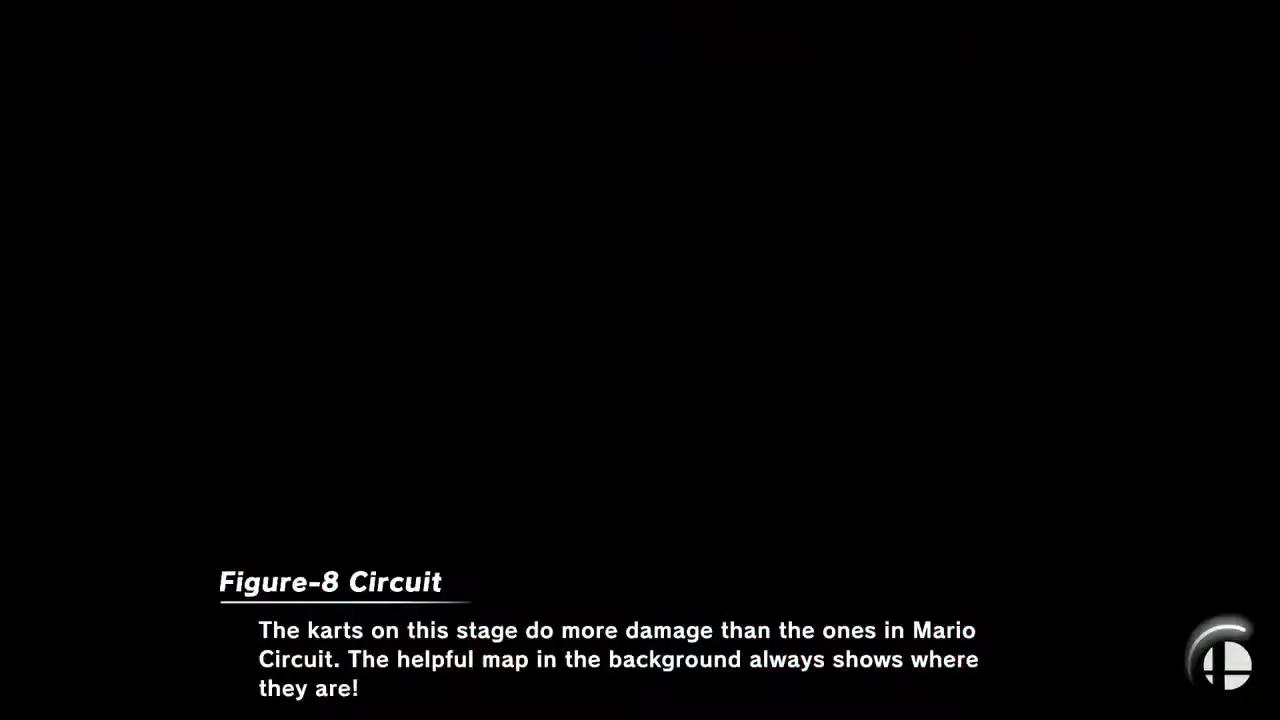 Figure-8 Circuit
The karts on this stage do more damage than the ones in Mario
Circuit. The helpful map in the background always shows where
they are!